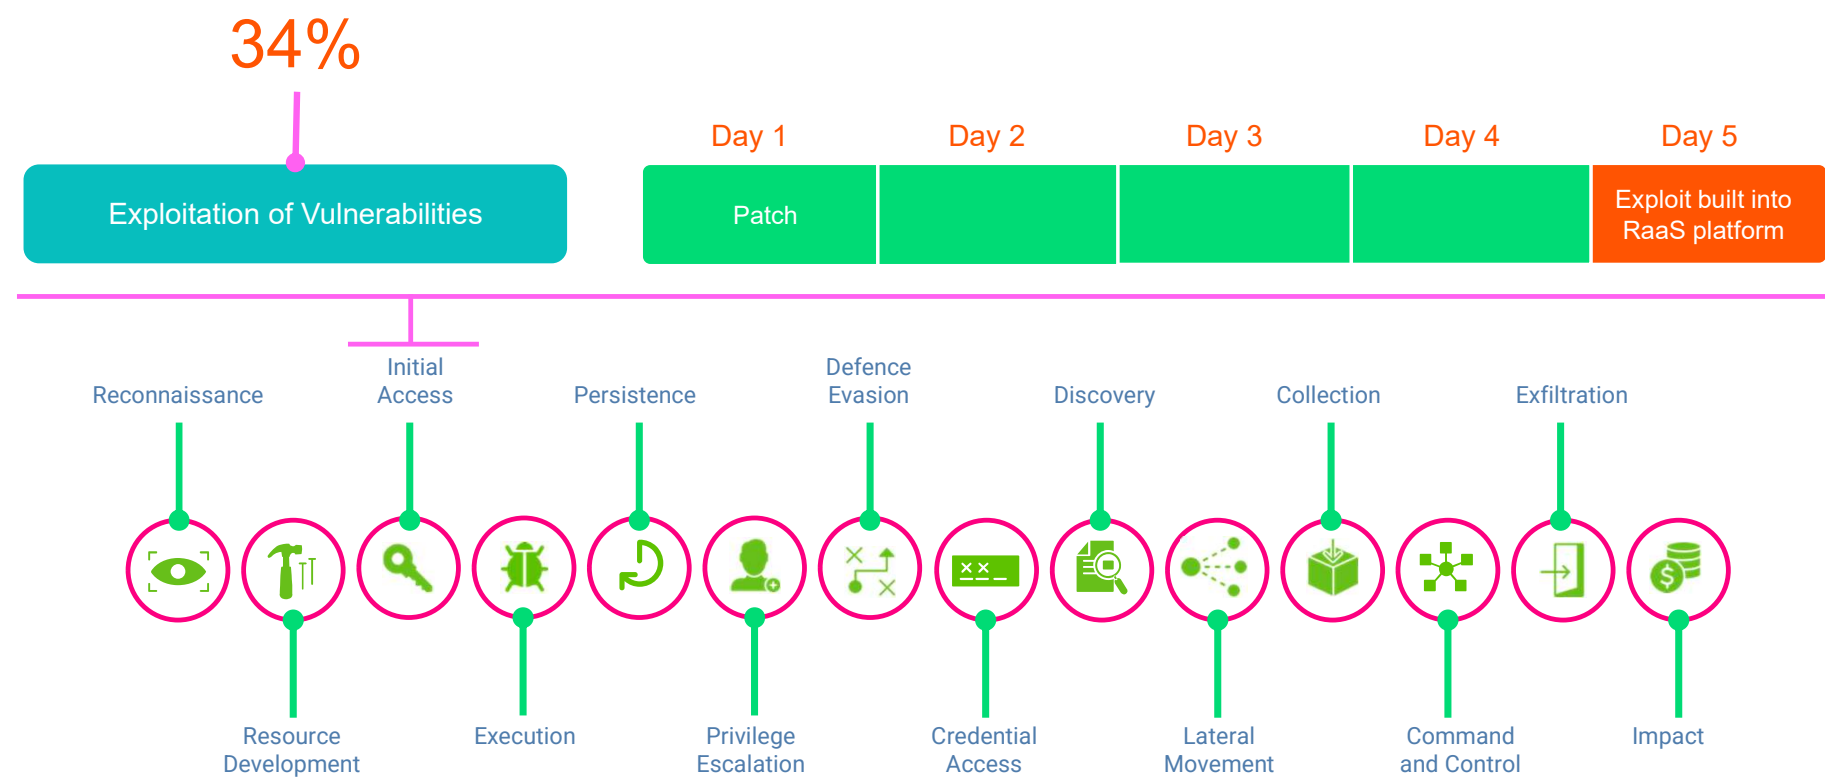 34%
Day 1
Day 2
Day 3
Day 4
Day 5
Exploitation of Vulnerabilities
Patch
Exploit built into
RaaS platform
Reconnaissance
Initial
Access
Persistence
Defence
Evasion
Discovery
Collection
Exfiltration
Resource
Development
Execution
Privilege
Escalation
Credential
Access
Lateral
Movement
Command
and Control
Impact